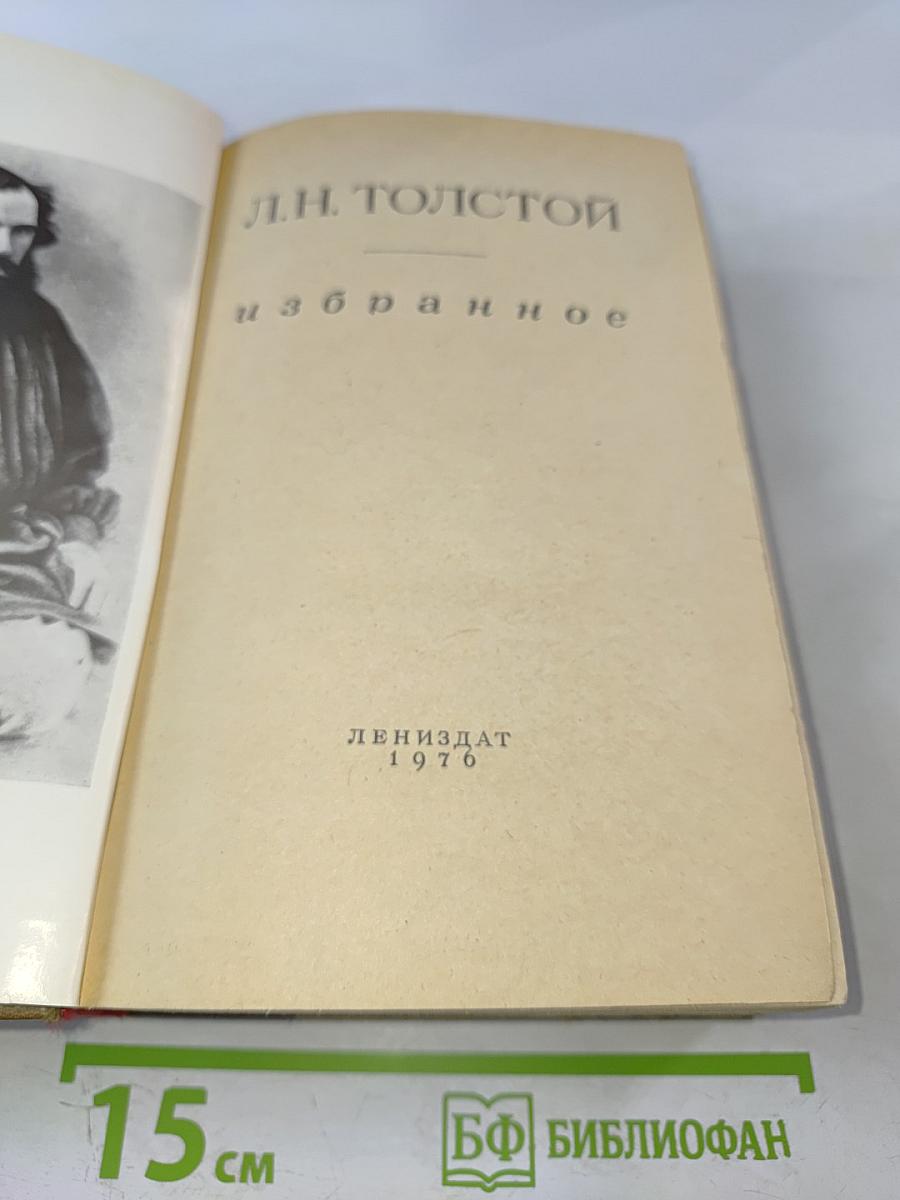 Л.Н. ТОЛСТОЙ
избранное
ЛЕНИЗДАТ
1976
15 см
БФ БИБЛИОФАН